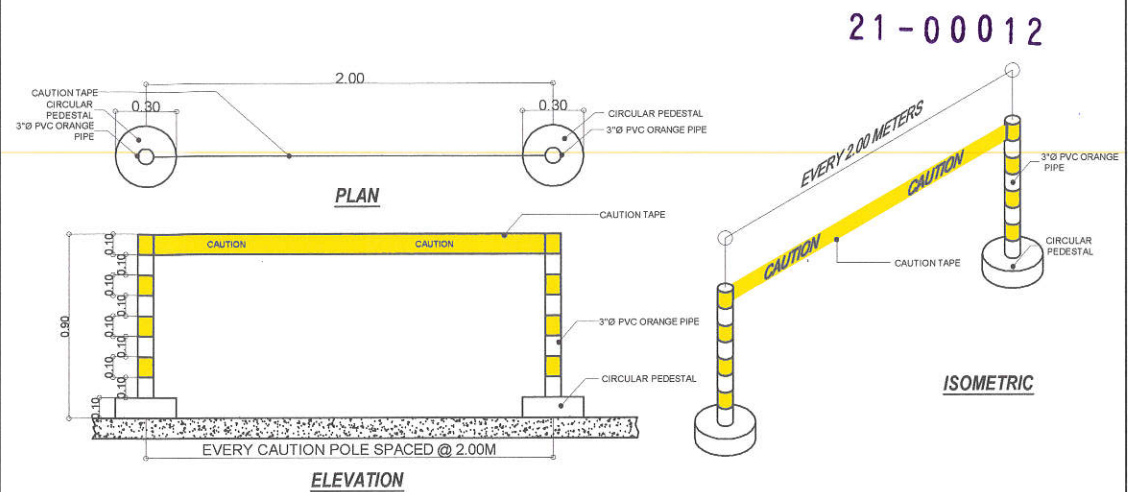 21-00012
2.00
CAUTION TAPE
CIRCULAR
PEDESTAL
3"Ø PVC ORANGE
PIPE
0.30
0.30
CIRCULAR PEDESTAL
3"Ø PVC ORANGE PIPE
PLAN
CAUTION TAPE
CAUTION
CAUTION
0.10
0.10
0.10
0.10
0.10
0.10
0.10
0.10
0.10
0.90
3"Ø PVC ORANGE PIPE
CIRCULAR PEDESTAL
EVERY CAUTION POLE SPACED @ 2.00M
ELEVATION
EVERY 2.00 METERS
CAUTION
CAUTION
3"Ø PVC ORANGE
PIPE
CAUTION TAPE
CIRCULAR
PEDESTAL
ISOMETRIC